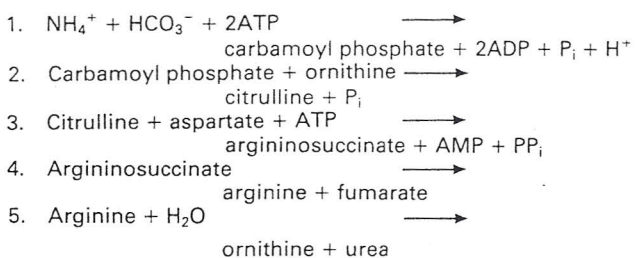 1. NH₄⁺ + HCO₃⁻ + 2ATP ⟶
carbamoyl phosphate + 2ADP + Pᵢ + H⁺
2. Carbamoyl phosphate + ornithine ⟶
citrulline + Pᵢ
3. Citrulline + aspartate + ATP ⟶
argininosuccinate + AMP + PPᵢ
4. Argininosuccinate ⟶
arginine + fumarate
5. Arginine + H₂O ⟶
ornithine + urea